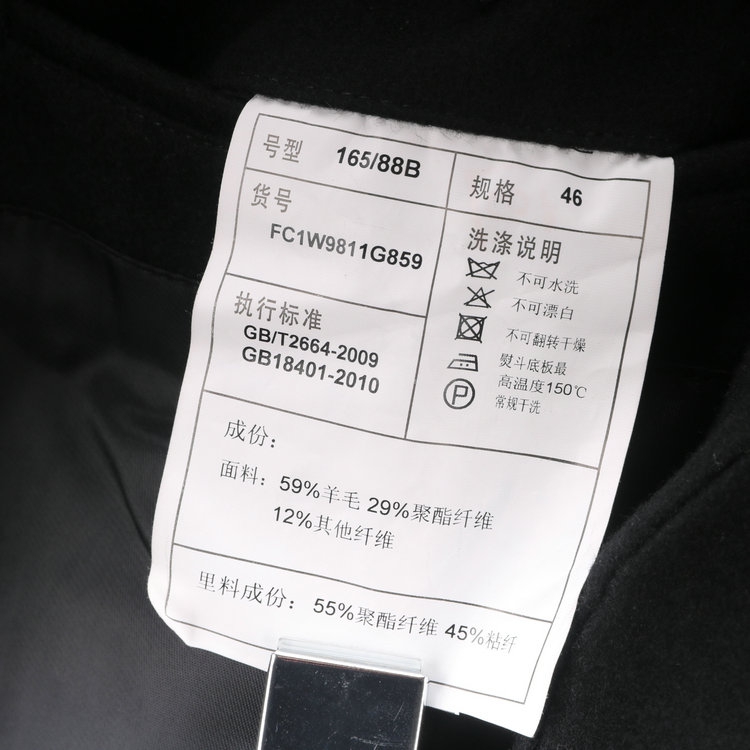 号型 165/88B
规格 46
货号
FC1W9811G859
执行标准
GB/T2664-2009
GB18401-2010
洗涤说明
不可水洗
不可漂白
不可翻转干燥
熨斗底板最
高温度150℃
P 常规干洗
成份：
面料：59%羊毛 29%聚酯纤维
12%其他纤维
里料成份：55%聚酯纤维 45%粘纤